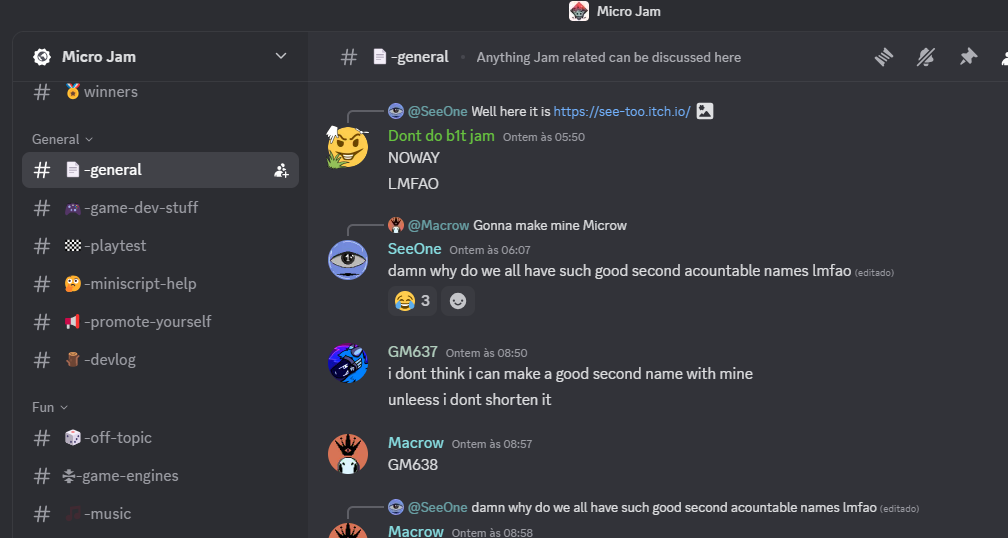 Micro Jam
Micro Jam
-general
Anything Jam related can be discussed here
winners
General
-general
-game-dev-stuff
-playtest
-miniscript-help
-promote-yourself
-devlog
Fun
-off-topic
-game-engines
-music
@SeeOne Well here it is https://see-too.itch.io/
Dont do b1t jam Ontem às 05:50
NOWAY
LMFAO
@Macrow Gonna make mine Microw
SeeOne Ontem às 06:07
damn why do we all have such good second acountable names lmfao (editado)
3
GM637 Ontem às 08:50
i dont think i can make a good second name with mine
unleess i dont shorten it
Macrow Ontem às 08:57
GM638
@SeeOne damn why do we all have such good second acountable names lmfao (editado)
Macrow Ontem às 08:58